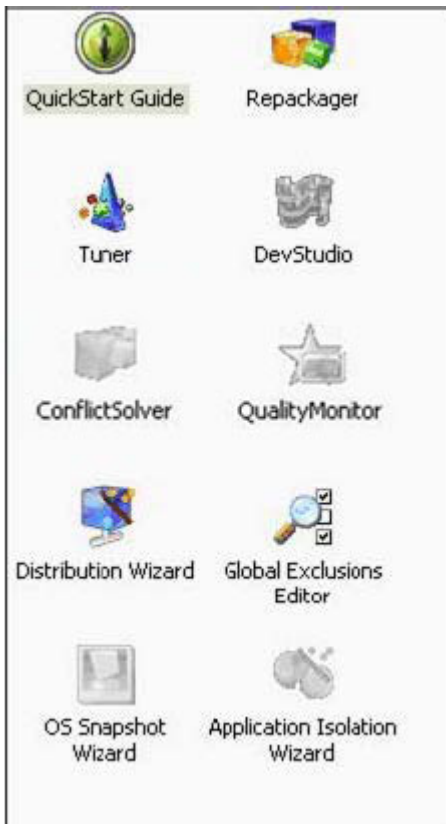 QuickStart Guide
Repackager
Tuner
DevStudio
ConflictSolver
QualityMonitor
Distribution Wizard
Global Exclusions
Editor
OS Snapshot
Wizard
Application Isolation
Wizard